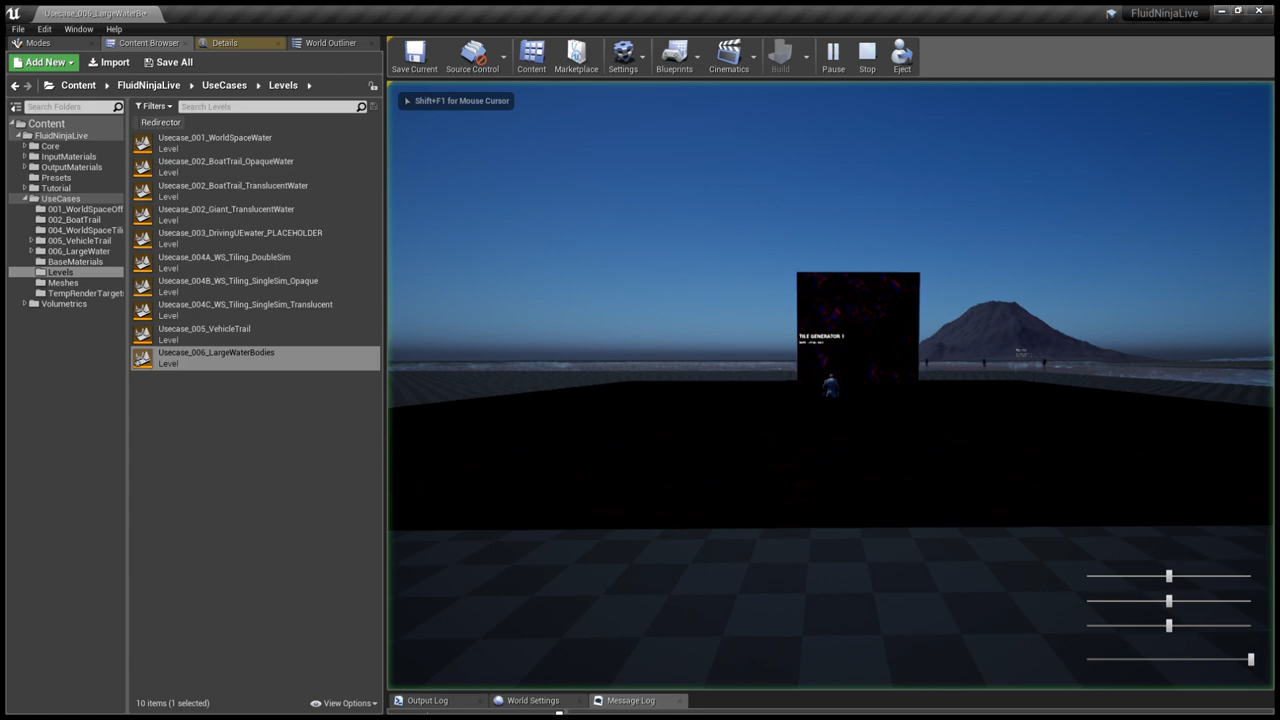 Usecase_006_LargeWaterBo
FluidNinjaLive
File Edit Window Help
Modes Content Browser Details World Outliner
Add New Import Save All
Save Current Source Control Content Marketplace Settings Blueprints Cinematics Build Pause Stop Eject
Content FluidNinjaLive UseCases Levels
Search Folders Filters Search Levels
Shift+F1 for Mouse Cursor
Redirector
Content
FluidNinjaLive
Core
InputMaterials
OutputMaterials
Presets
Tutorial
UseCases
001_WorldSpaceOff
002_BoatTrail
004_WorldSpaceTili
005_VehicleTrail
006_LargeWater
BaseMaterials
Levels
Meshes
TempRenderTarget
Volumetrics
Usecase_001_WorldSpaceWater
Level
Usecase_002_BoatTrail_OpaqueWater
Level
Usecase_002_BoatTrail_TranslucentWater
Level
Usecase_002_Giant_TranslucentWater
Level
Usecase_003_DrivingUEwater_PLACEHOLDER
Level
Usecase_004A_WS_Tiling_DoubleSim
Level
Usecase_004B_WS_Tiling_SingleSim_Opaque
Level
Usecase_004C_WS_Tiling_SingleSim_Translucent
Level
Usecase_005_VehicleTrail
Level
Usecase_006_LargeWaterBodies
Level
TILE GENERATOR 1
10 items (1 selected) View Options
Output Log World Settings Message Log